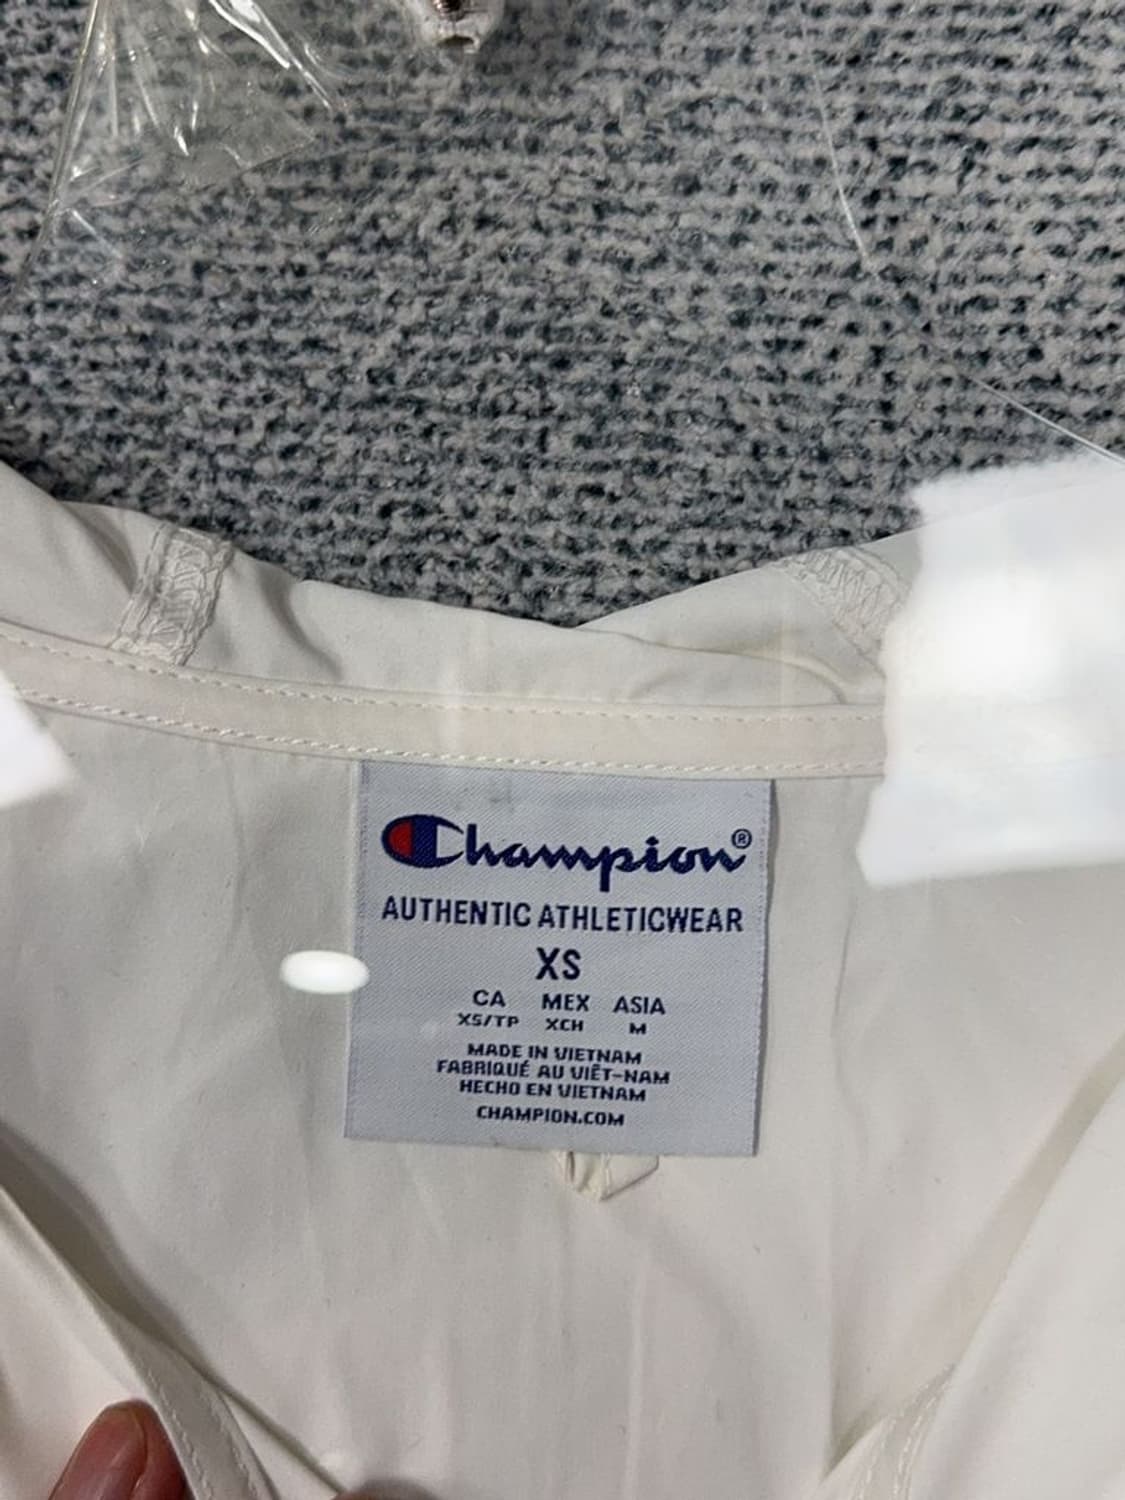 Champion®
AUTHENTIC ATHLETICWEAR
XS
CA MEX ASIA
XS/TP XCH M
MADE IN VIETNAM
FABRIQUÉ AU VIÊT-NAM
HECHO EN VIETNAM
CHAMPION.COM